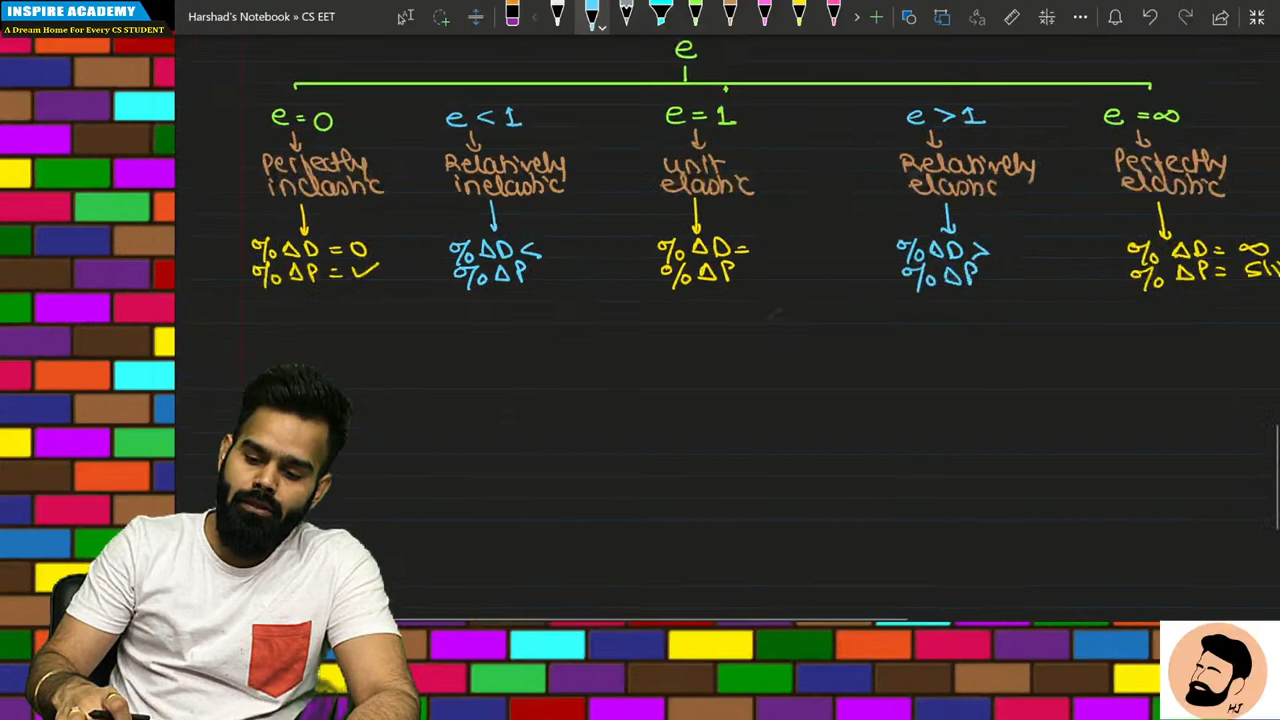 INSPIRE ACADEMY
A Dream Home For Every CS STUDENT
Harshad's Notebook » CS EET
e
e = 0
e < 1
e = 1
e > 1
e = ∞
Perfectly inelastic
Relatively inelastic
unit elastic
Relatively elastic
Perfectly elastic
% ΔD = 0
% ΔP = ✓
% ΔD <
% ΔP
% ΔD =
% ΔP
% ΔD >
% ΔP
% ΔD = ∞
% ΔP =
HJ